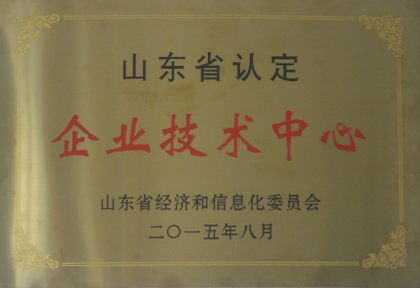 山东省认定
企业技术中心
山东省经济和信息化委员会
二〇一五年八月